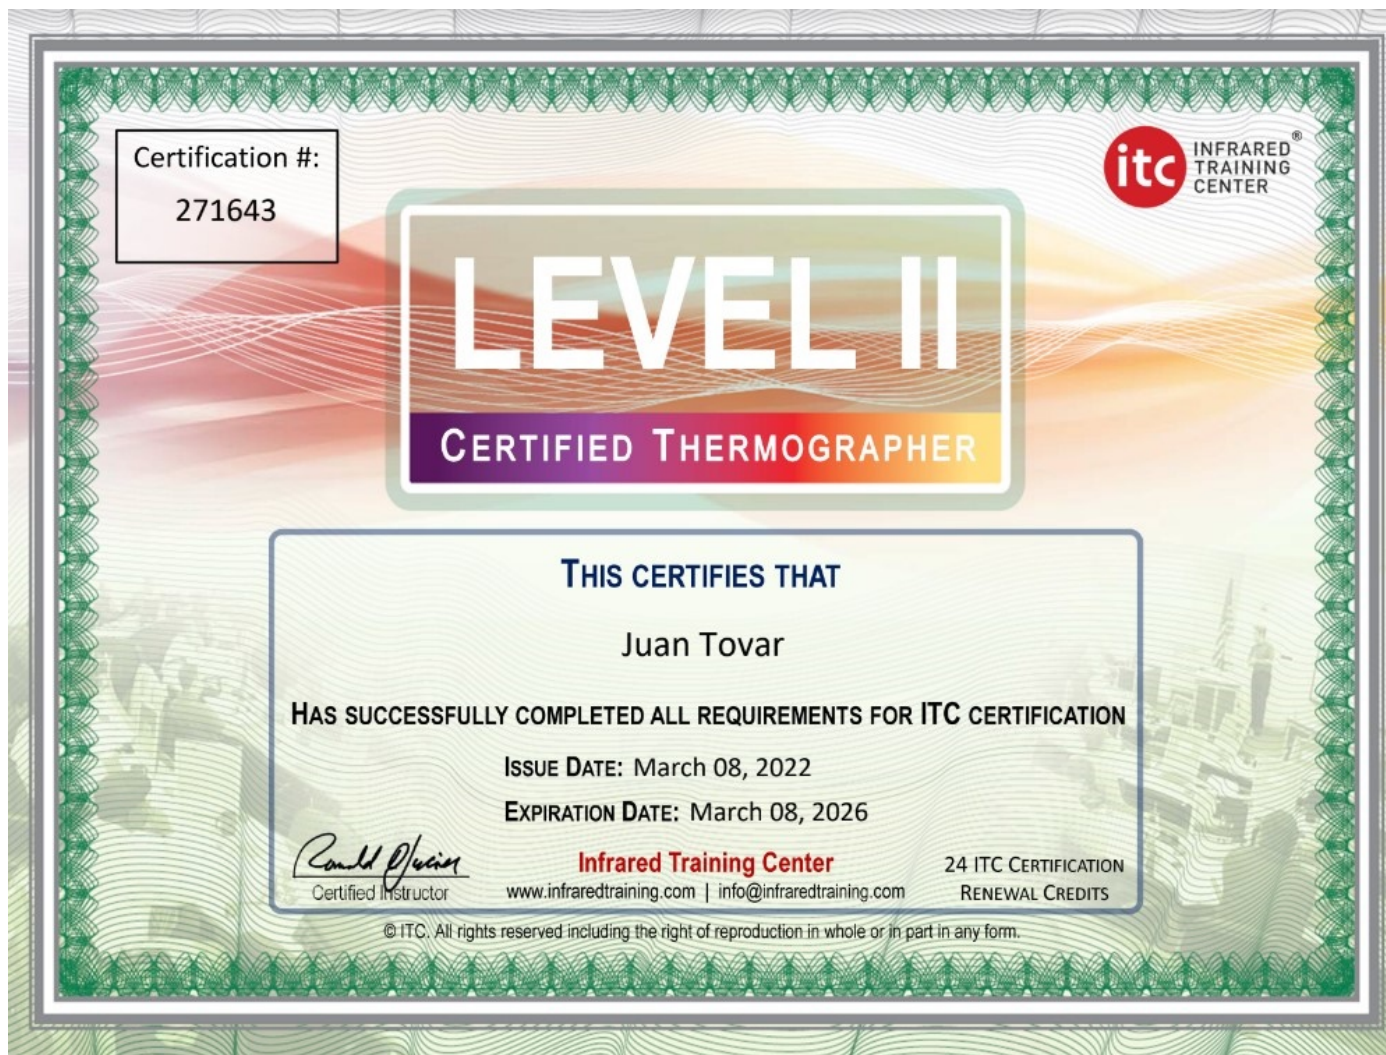 Certification #:
271643
itc INFRARED®
TRAINING
CENTER
LEVEL II
CERTIFIED THERMOGRAPHER
THIS CERTIFIES THAT
Juan Tovar
HAS SUCCESSFULLY COMPLETED ALL REQUIREMENTS FOR ITC CERTIFICATION
ISSUE DATE: March 08, 2022
EXPIRATION DATE: March 08, 2026
Certified Instructor
Infrared Training Center
www.infraredtraining.com | info@infraredtraining.com
24 ITC CERTIFICATION
RENEWAL CREDITS
© ITC. All rights reserved including the right of reproduction in whole or in part in any form.